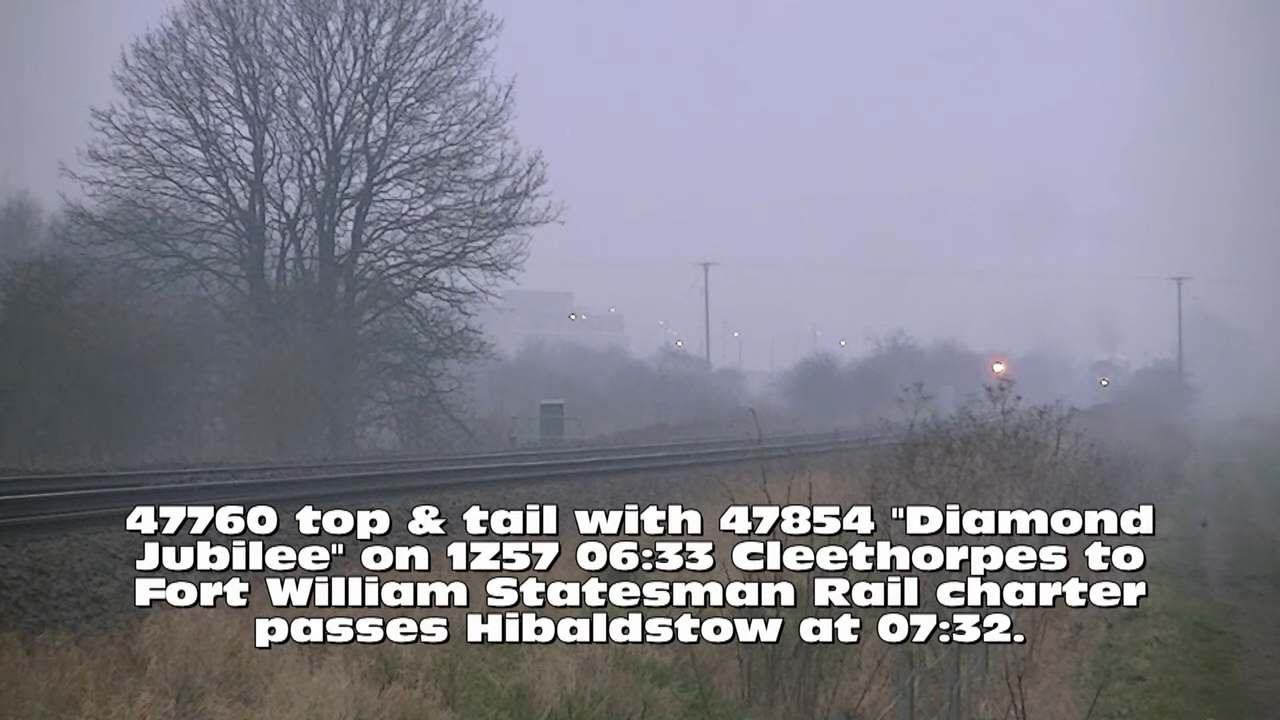 47760 top & tail with 47854 "Diamond
Jubilee" on 1Z57 06:33 Cleethorpes to
Fort William Statesman Rail charter
passes Hibaldstow at 07:32.